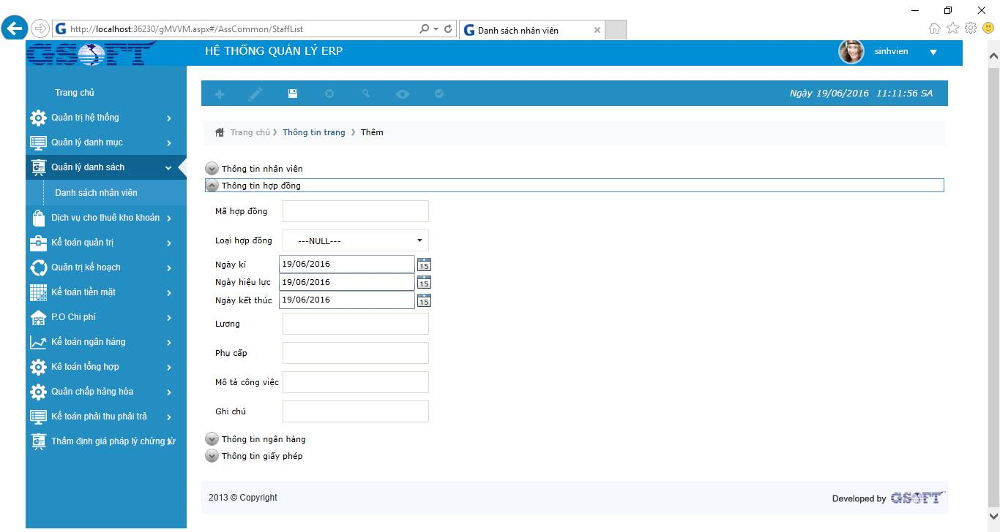 http://localhost:36230/gMVVM.aspx#/AssCommon/StaffList
Danh sách nhân viên
GSOFT
HỆ THỐNG QUẢN LÝ ERP
sinhvien
Trang chủ
Quản trị hệ thống
Quản lý danh mục
Quản lý danh sách
Danh sách nhân viên
Dịch vụ cho thuê kho khoán
Kế toán quản trị
Quản trị kế hoạch
Kế toán tiền mặt
P.O Chi phí
Kế toán ngân hàng
Kế toán tổng hợp
Quản chấp hàng hóa
Kế toán phải thu phải trả
Thẩm định giá pháp lý chứng từ
Ngày 19/06/2016 11:11:56 SA
Trang chủ Thông tin trang Thêm
Thông tin nhân viên
Thông tin hợp đồng
Mã hợp đồng
Loại hợp đồng ---NULL---
Ngày kí 19/06/2016 15
Ngày hiệu lực 19/06/2016 15
Ngày kết thúc 19/06/2016 15
Lương
Phụ cấp
Mô tả công việc
Ghi chú
Thông tin ngân hàng
Thông tin giấy phép
2013 © Copyright
Developed by GSOFT